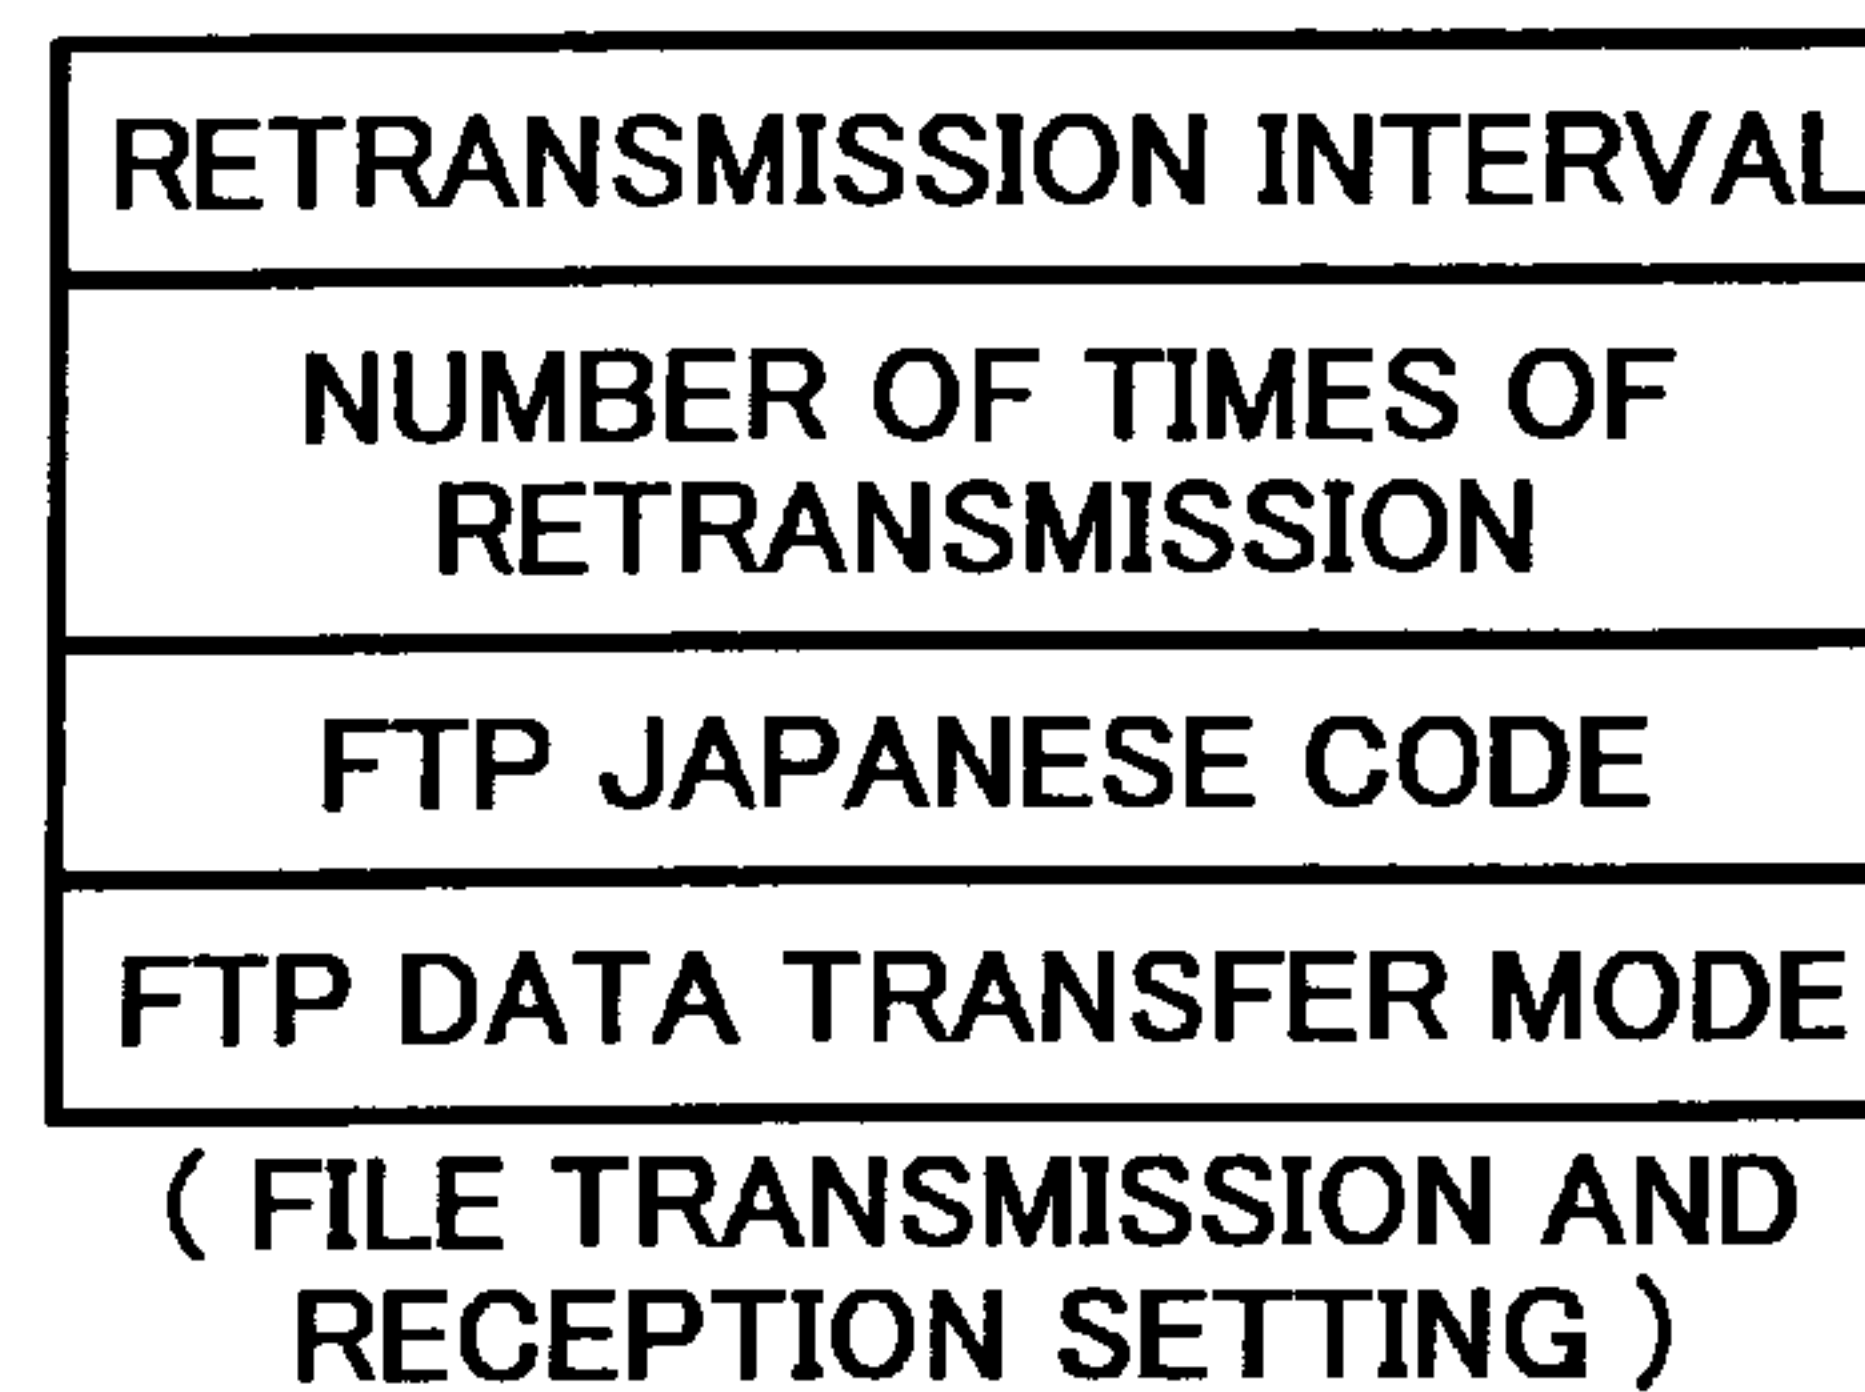 RETRANSMISSION INTERVAL
NUMBER OF TIMES OF
RETRANSMISSION
FTP JAPANESE CODE
FTP DATA TRANSFER MODE
( FILE TRANSMISSION AND
RECEPTION SETTING )